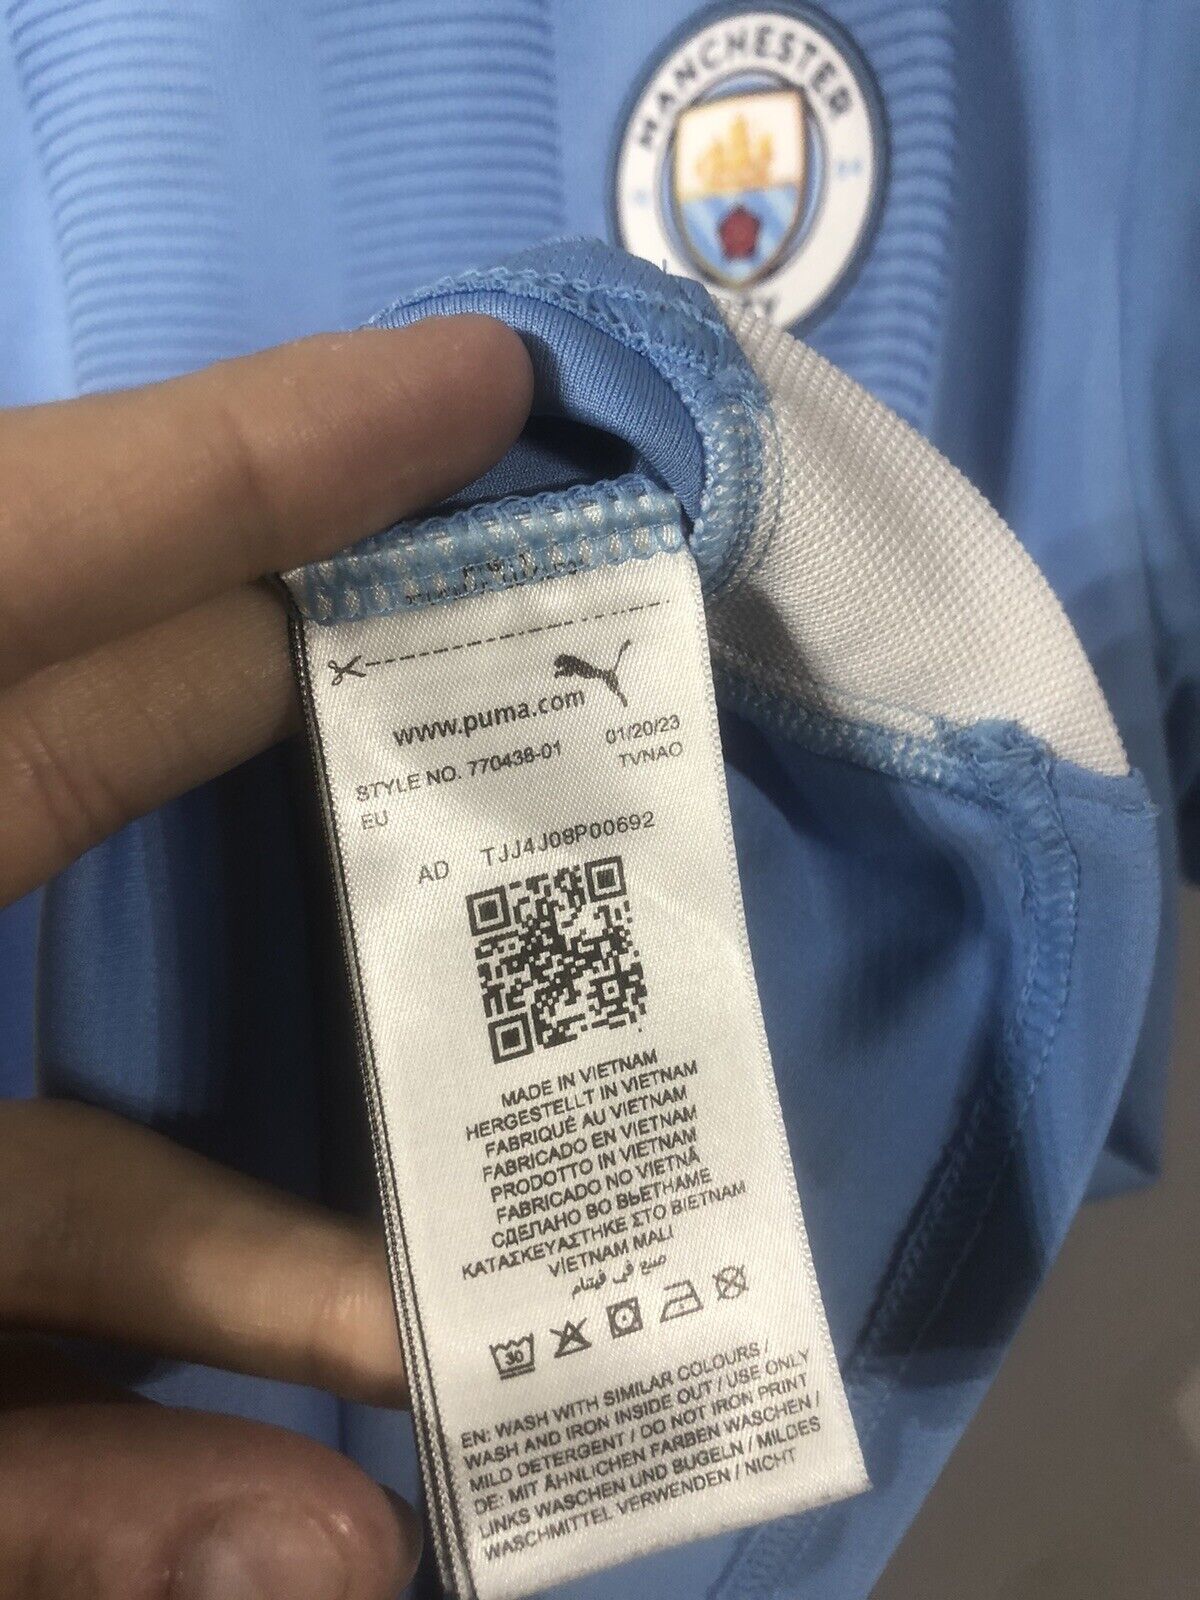 MANCHESTER
www.puma.com
STYLE NO. 770438-01 01/20/23
EU TVNAO
AD TJJ4J08P00692
MADE IN VIETNAM
HERGESTELLT IN VIETNAM
FABRIQUÉ AU VIETNAM
FABRICADO EN VIETNAM
PRODOTTO IN VIETNAM
FABRICADO NO VIETNÃ
СДЕЛАНО ВО ВЬЕТНАМЕ
ΚΑΤΑΣΚΕΥΑΣΤΗΚΕ ΣΤΟ ΒΙΕΤΝΑΜ
VİETNAM MALI
صنع في فيتنام
30
EN: WASH WITH SIMILAR COLOURS /
WASH AND IRON INSIDE OUT / USE ONLY
MILD DETERGENT / DO NOT IRON PRINT
DE: MIT ÄHNLICHEN FARBEN WASCHEN /
LINKS WASCHEN UND BUGELN / MILDES
WASCHMITTEL VERWENDEN / NICHT